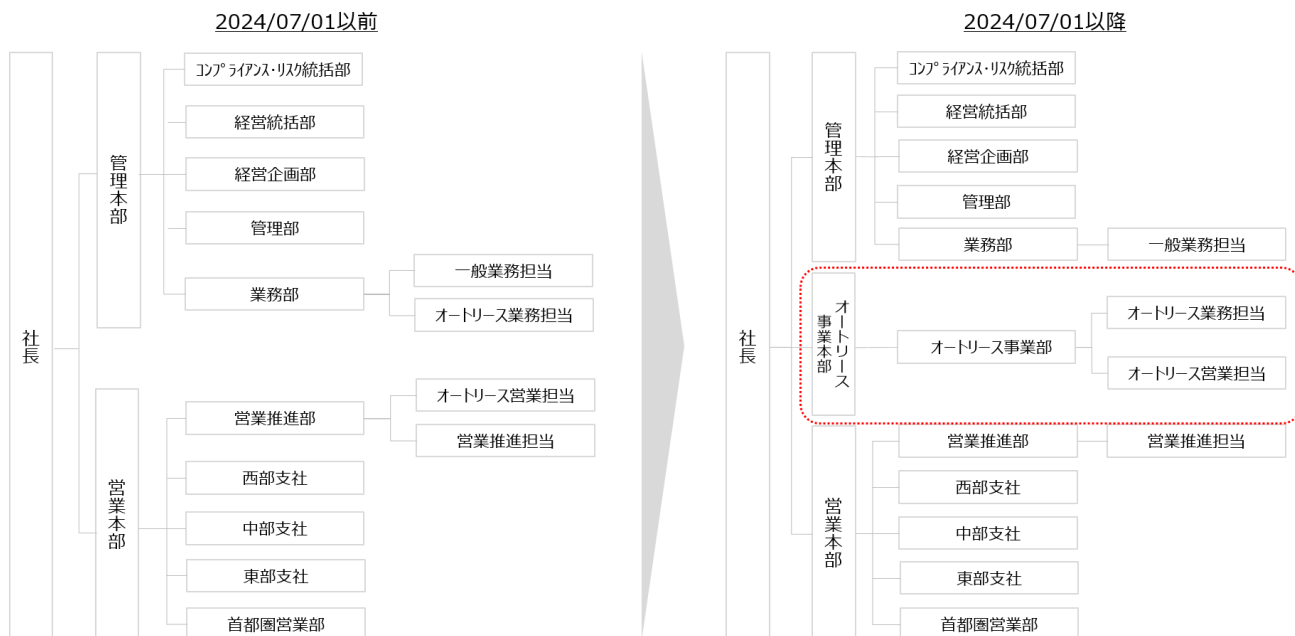 2024/07/01以前
社長
管理本部
コンプライアンス・リスク統括部
経営統括部
経営企画部
管理部
業務部
一般業務担当
オートリース業務担当
営業本部
営業推進部
オートリース営業担当
営業推進担当
西部支社
中部支社
東部支社
首都圏営業部
2024/07/01以降
社長
管理本部
コンプライアンス・リスク統括部
経営統括部
経営企画部
管理部
業務部
一般業務担当
オートリース
事業本部
オートリース事業部
オートリース業務担当
オートリース営業担当
営業本部
営業推進部
営業推進担当
西部支社
中部支社
東部支社
首都圏営業部